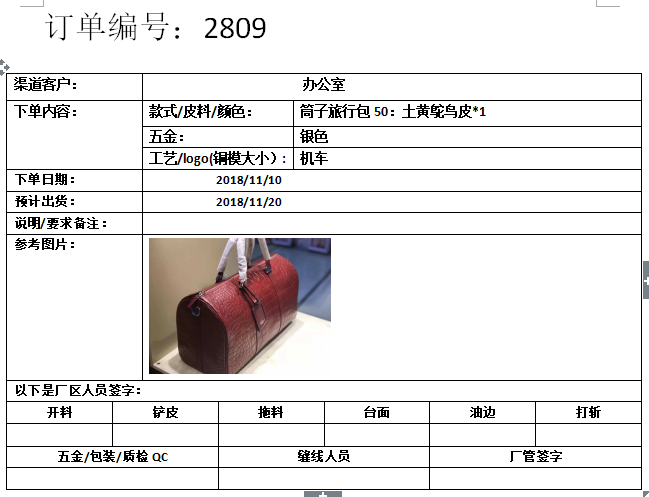 订单编号：2809
渠道客户： 办公室
下单内容： 款式/皮料/颜色： 筒子旅行包 50：土黄鸵鸟皮*1
五金： 银色
工艺/logo(铜模大小）： 机车
下单日期： 2018/11/10
预计出货： 2018/11/20
说明/要求备注：
参考图片：
以下是厂区人员签字：
开料 铲皮 拖料 台面 油边 打斩
五金/包装/质检 QC 缝线人员 厂管签字